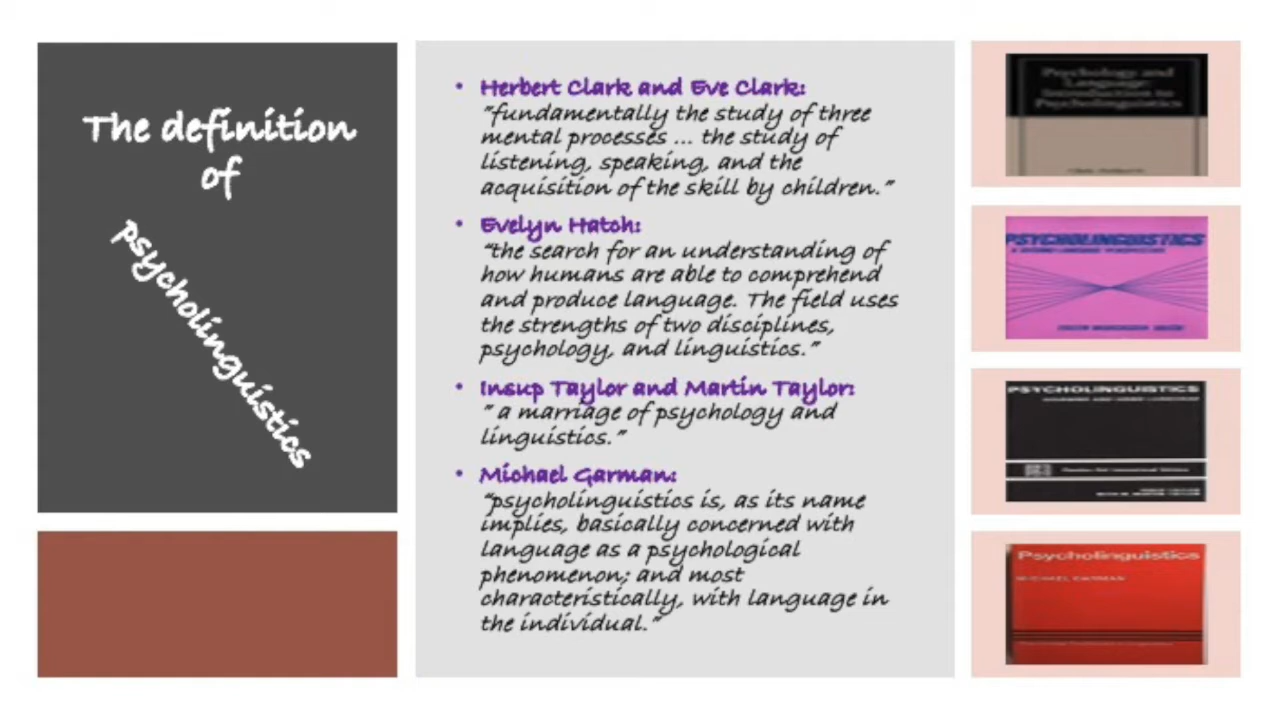 The definition
of
psycholinguistics
• Herbert Clark and Eve Clark:
"fundamentally the study of three
mental processes ... the study of
listening, speaking, and the
acquisition of the skill by children."
• Evelyn Hatch:
"the search for an understanding of
how humans are able to comprehend
and produce language. The field uses
the strengths of two disciplines,
psychology, and linguistics."
• Insup Taylor and Martin Taylor:
" a marriage of psychology and
linguistics."
• Michael Garman:
"psycholinguistics is, as its name
implies, basically concerned with
language as a psychological
phenomenon; and most
characteristically, with language in
the individual."
Psychology and
Language
Introduction to
Psycholinguistics
PSYCHOLINGUISTICS
PSYCHOLINGUISTICS
Psycholinguistics
MICHAEL GARMAN